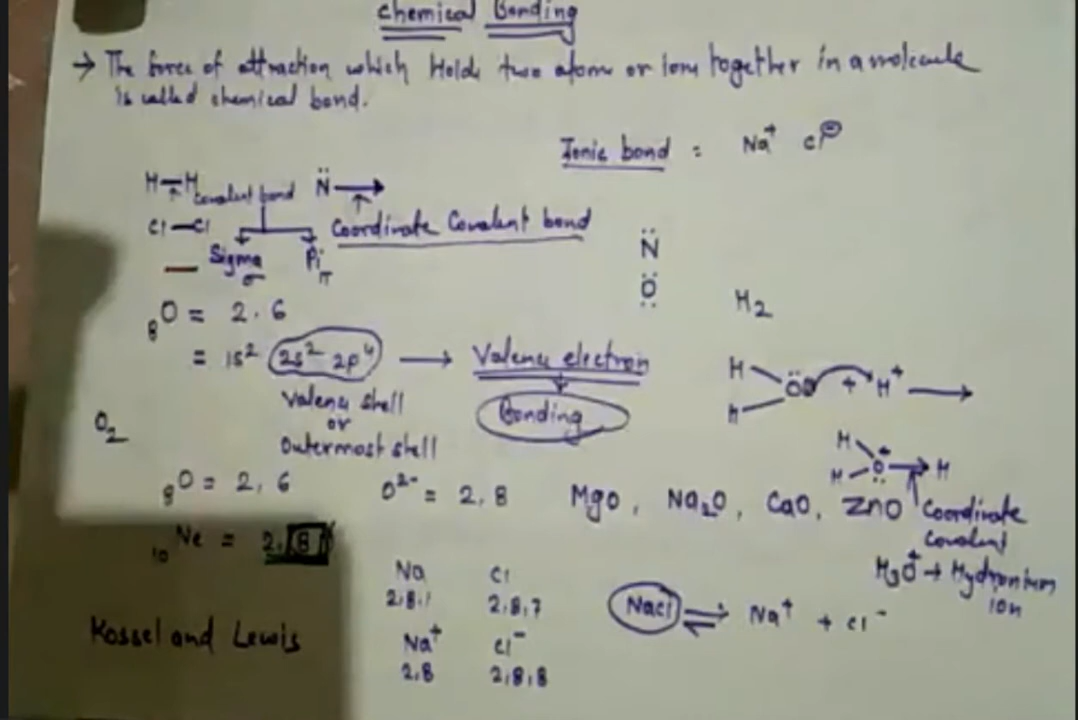 Chemical Bonding
→ The force of attraction which Holds two atoms or ions together in a molecule
is called chemical bond.
Ionic bond : Na⁺ Cl⊖
H—H covalent bond N̈ →
Cl—Cl Coordinate Covalent bond
Sigma σ Pi π
N̈
Ö
₈O = 2.6
H₂
= 1s² 2s² 2p⁴ → Valency electron
Valency shell
or
Outermost shell
Bonding
H
H
Ö + H⁺ →
O₂
H
H O⁺ → H
₈O = 2,6 O²⁻ = 2,8 MgO, Na₂O, CaO, ZnO
Coordinate
covalent
₁₀Ne = 2.8
H₃O⁺ → Hydronium
ion
Na Cl
2,8,1 2,8,7
NaCl ⇌ Na⁺ + Cl⁻
Kossel and Lewis
Na⁺ Cl⁻
2,8 2,8,8